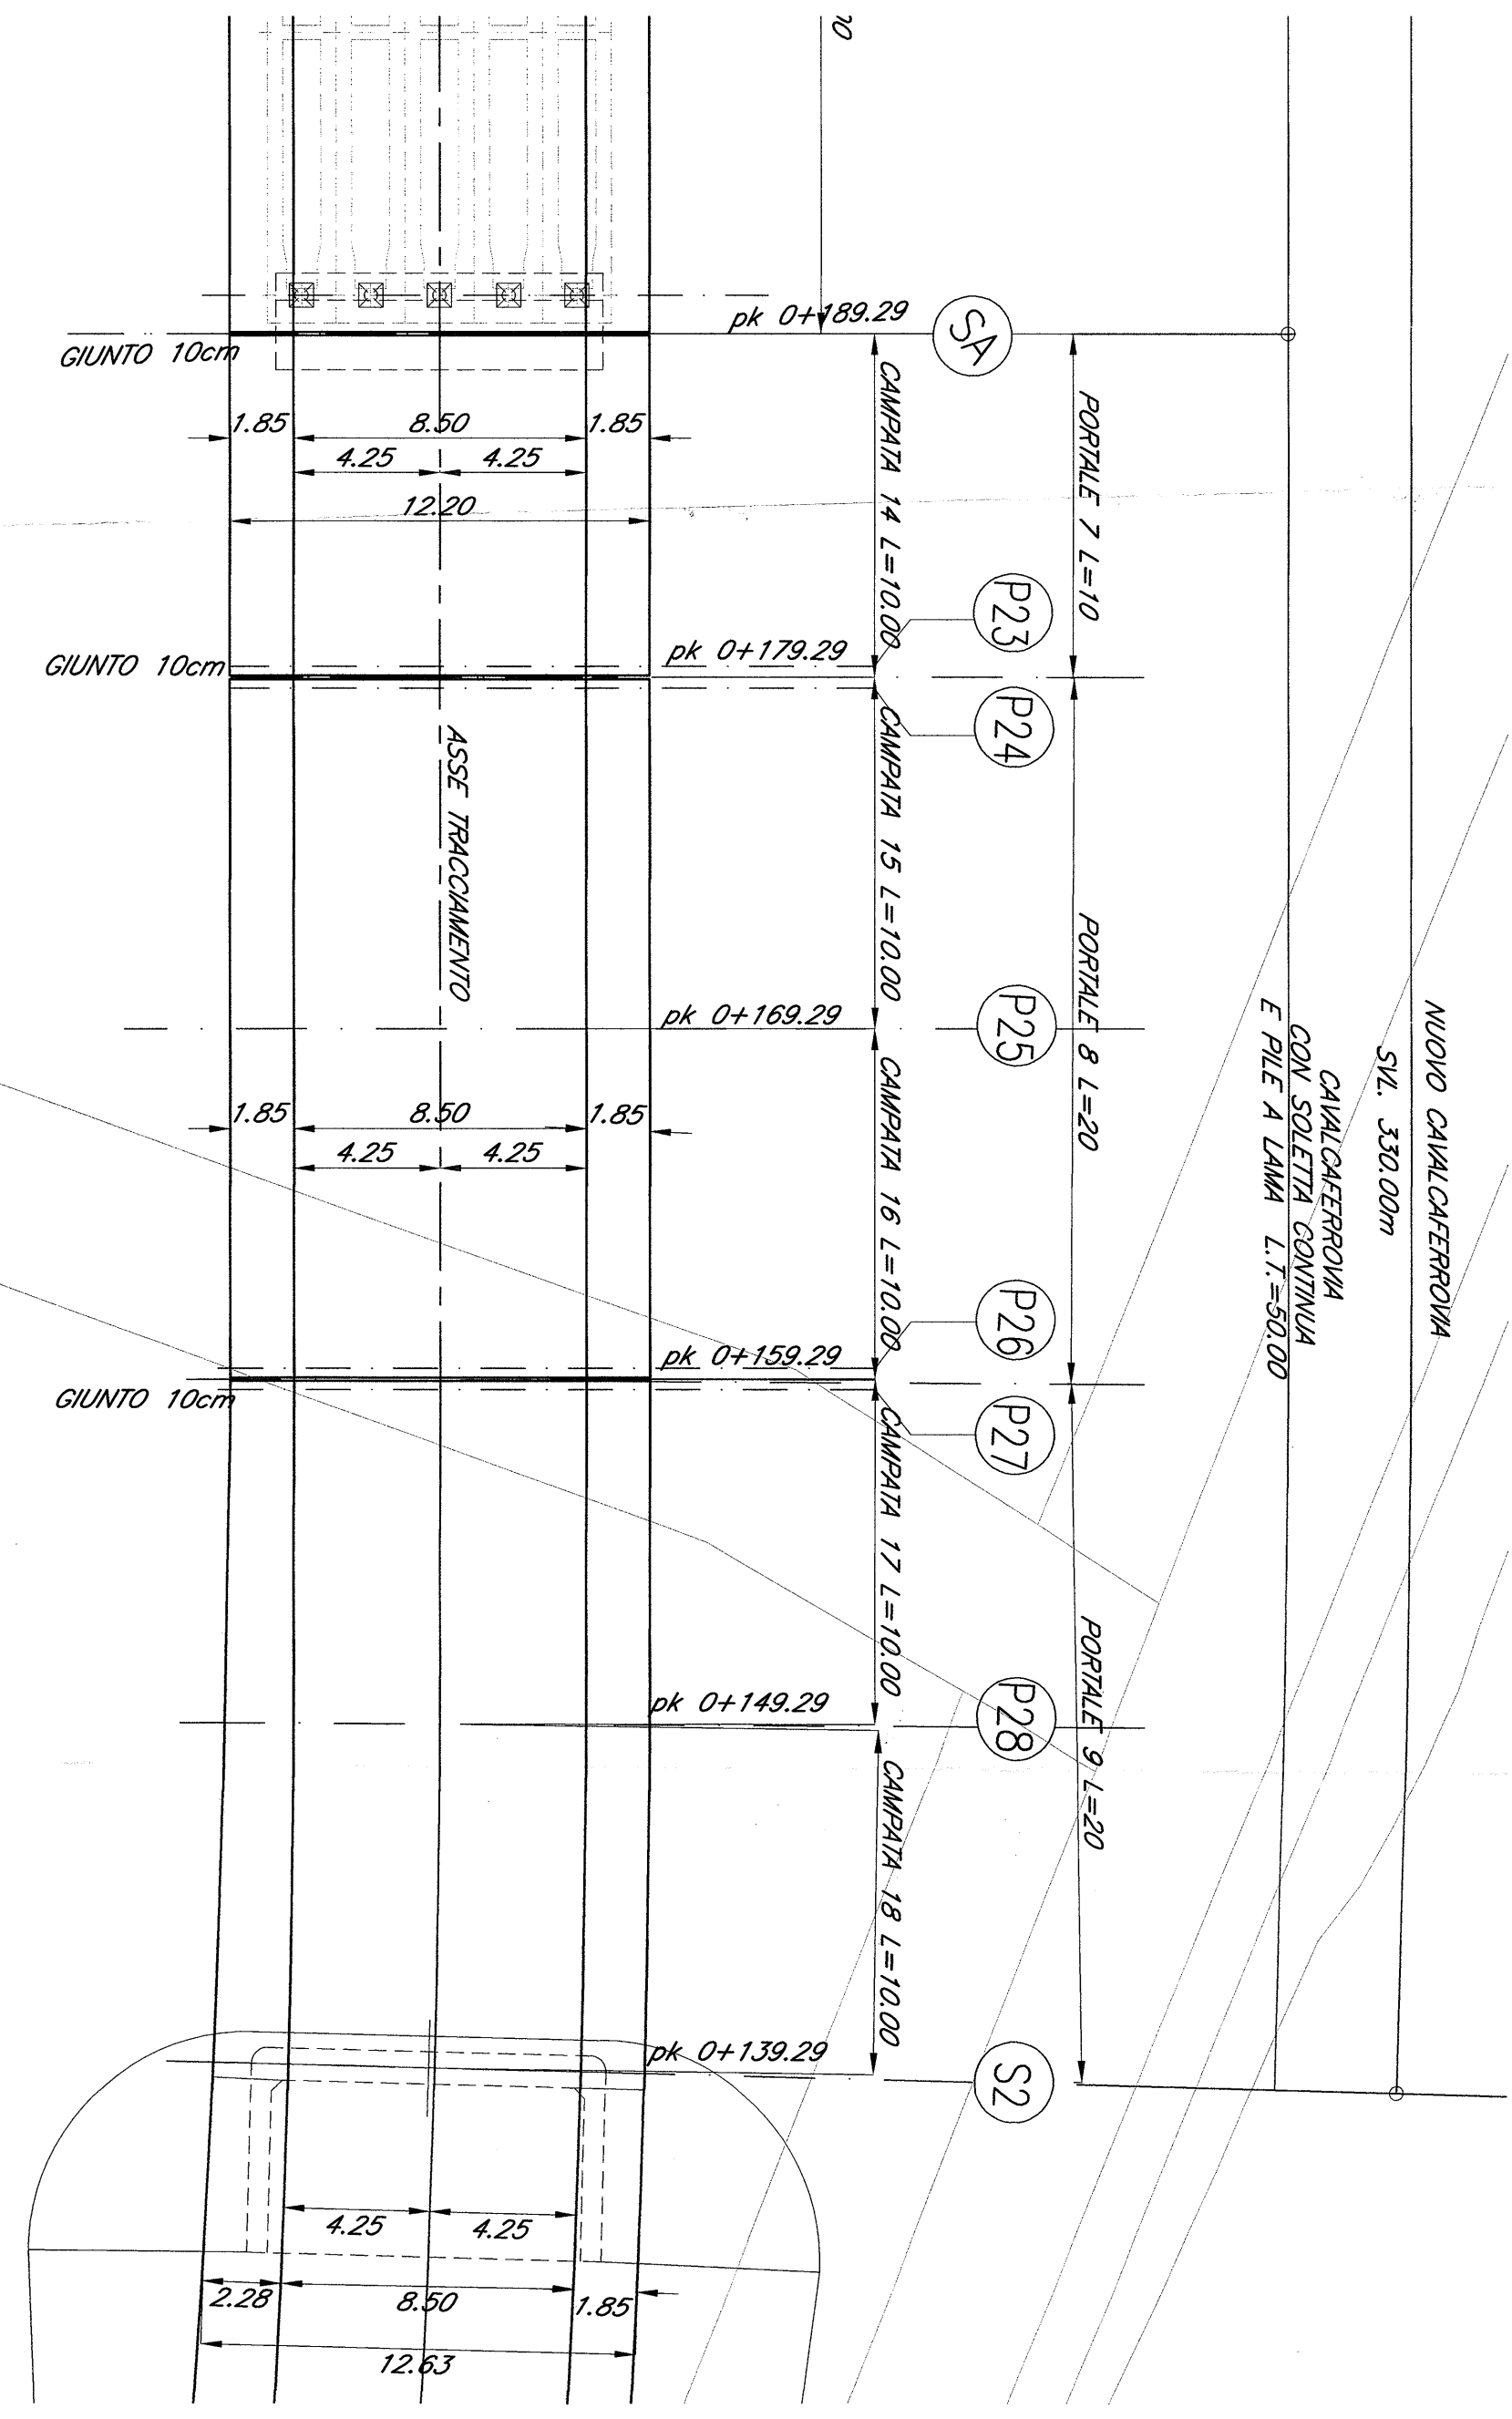 pk 0+189.29
SA
GIUNTO 10cm
1.85
8.50
1.85
4.25
4.25
12.20
CAMPATA 14 L=10.00
PORTALE 7 L=10
P23
GIUNTO 10cm
pk 0+179.29
P24
ASSE TRACCIAMENTO
CAMPATA 15 L=10.00
PORTALE 8 L=20
pk 0+169.29
P25
NUOVO CAVALCAFERROVIA
SVL. 330.00m
CAVALCAFERROVIA
CON SOLETTA CONTINUA
E PILE A LAMA L.T.=50.00
1.85
8.50
1.85
4.25
4.25
CAMPATA 16 L=10.00
P26
pk 0+159.29
GIUNTO 10cm
P27
CAMPATA 17 L=10.00
PORTALE 9 L=20
pk 0+149.29
P28
CAMPATA 18 L=10.00
pk 0+139.29
S2
4.25
4.25
2.28
8.50
1.85
12.63